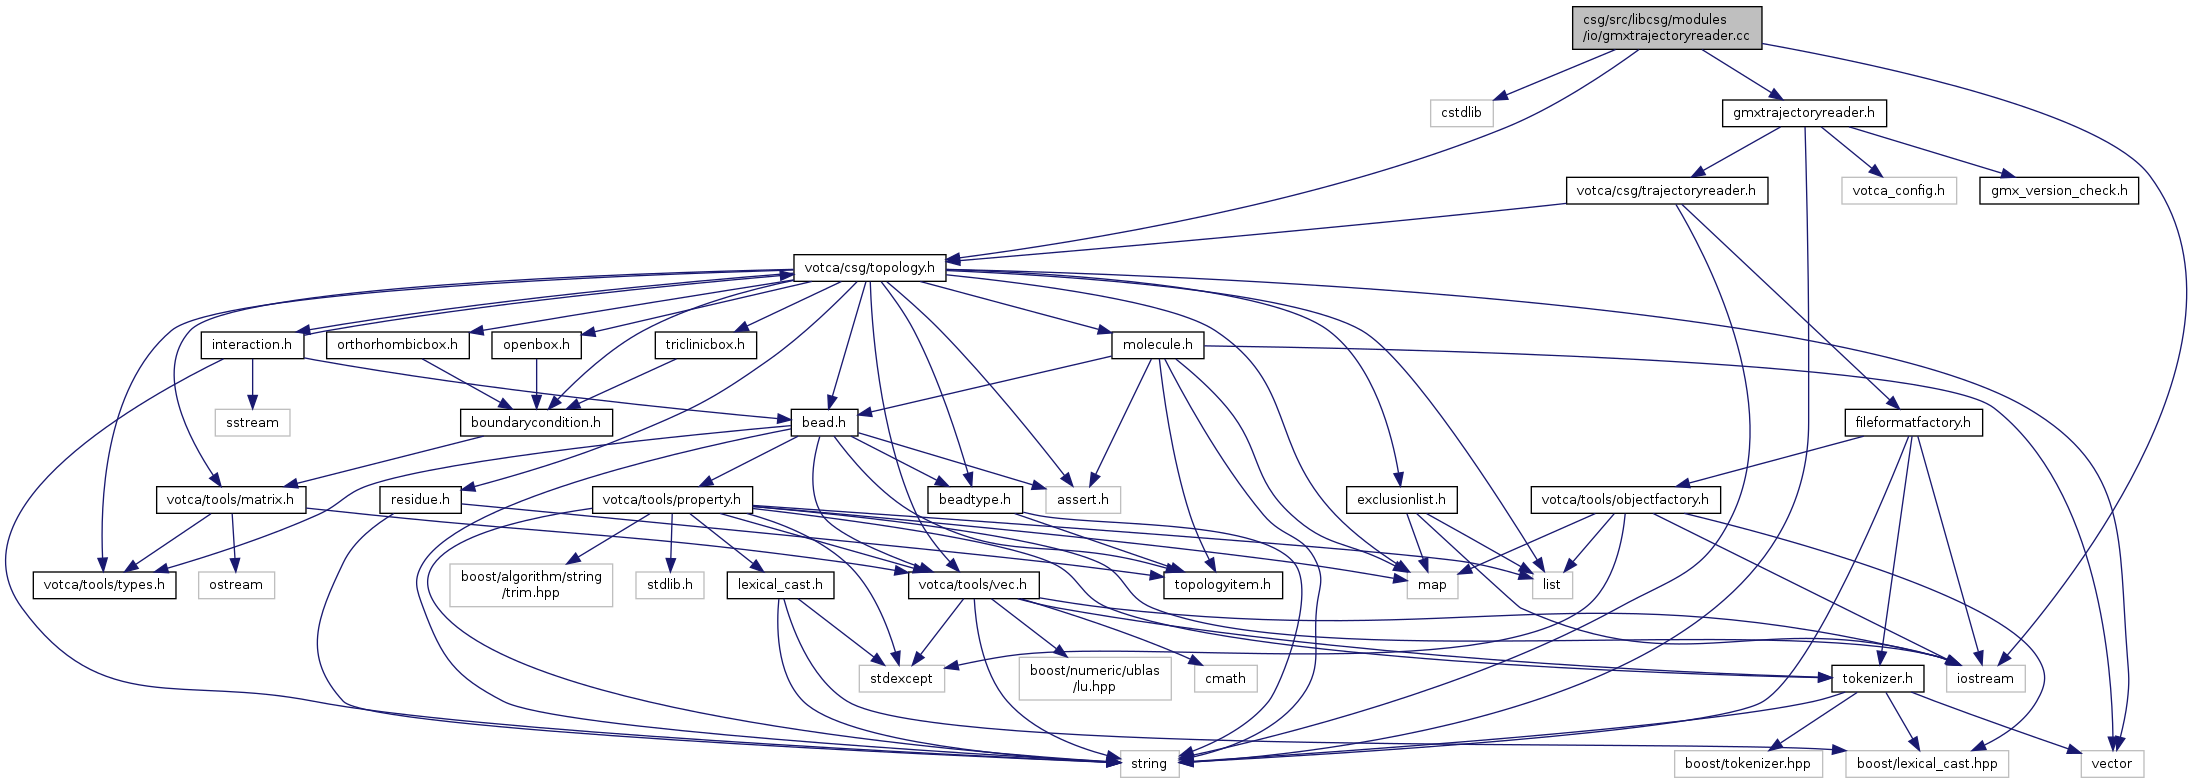 csg/src/libcsg/modules
/io/gmxtrajectoryreader.cc
cstdlib
gmxtrajectoryreader.h
votca/csg/trajectoryreader.h
votca_config.h
gmx_version_check.h
votca/csg/topology.h
interaction.h
orthorhombicbox.h
openbox.h
triclinicbox.h
molecule.h
sstream
boundarycondition.h
bead.h
fileformatfactory.h
votca/tools/matrix.h
residue.h
votca/tools/property.h
beadtype.h
assert.h
exclusionlist.h
votca/tools/objectfactory.h
votca/tools/types.h
ostream
boost/algorithm/string
/trim.hpp
stdlib.h
lexical_cast.h
votca/tools/vec.h
topologyitem.h
map
list
stdexcept
boost/numeric/ublas
/lu.hpp
cmath
tokenizer.h
iostream
string
boost/tokenizer.hpp
boost/lexical_cast.hpp
vector